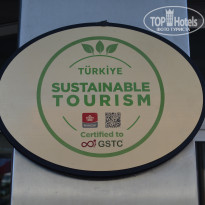 TOP HOTELS
TÜRKİYE
SUSTAINABLE
TOURISM
Certified to
GSTC